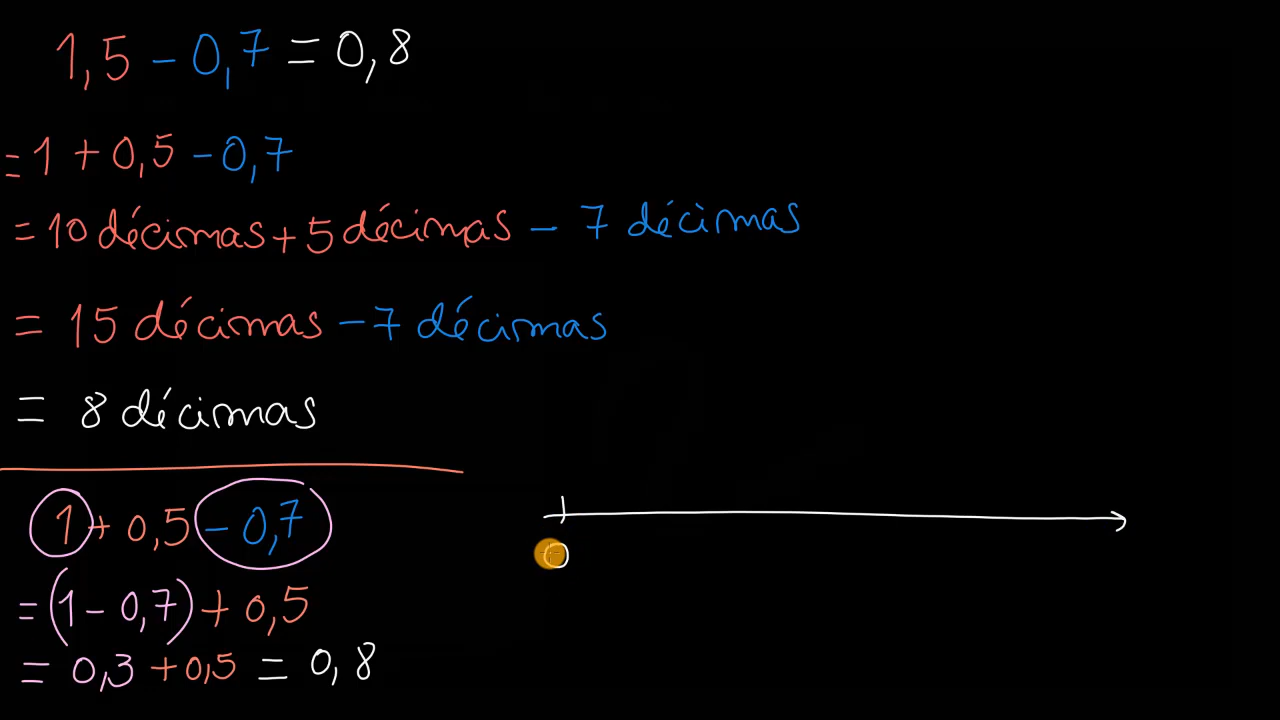 1,5 - 0,7 = 0,8
= 1 + 0,5 - 0,7
= 10 décimas + 5 décimas - 7 décimas
= 15 décimas - 7 décimas
= 8 décimas
1 + 0,5 - 0,7
= (1 - 0,7) + 0,5
= 0,3 + 0,5 = 0,8
0